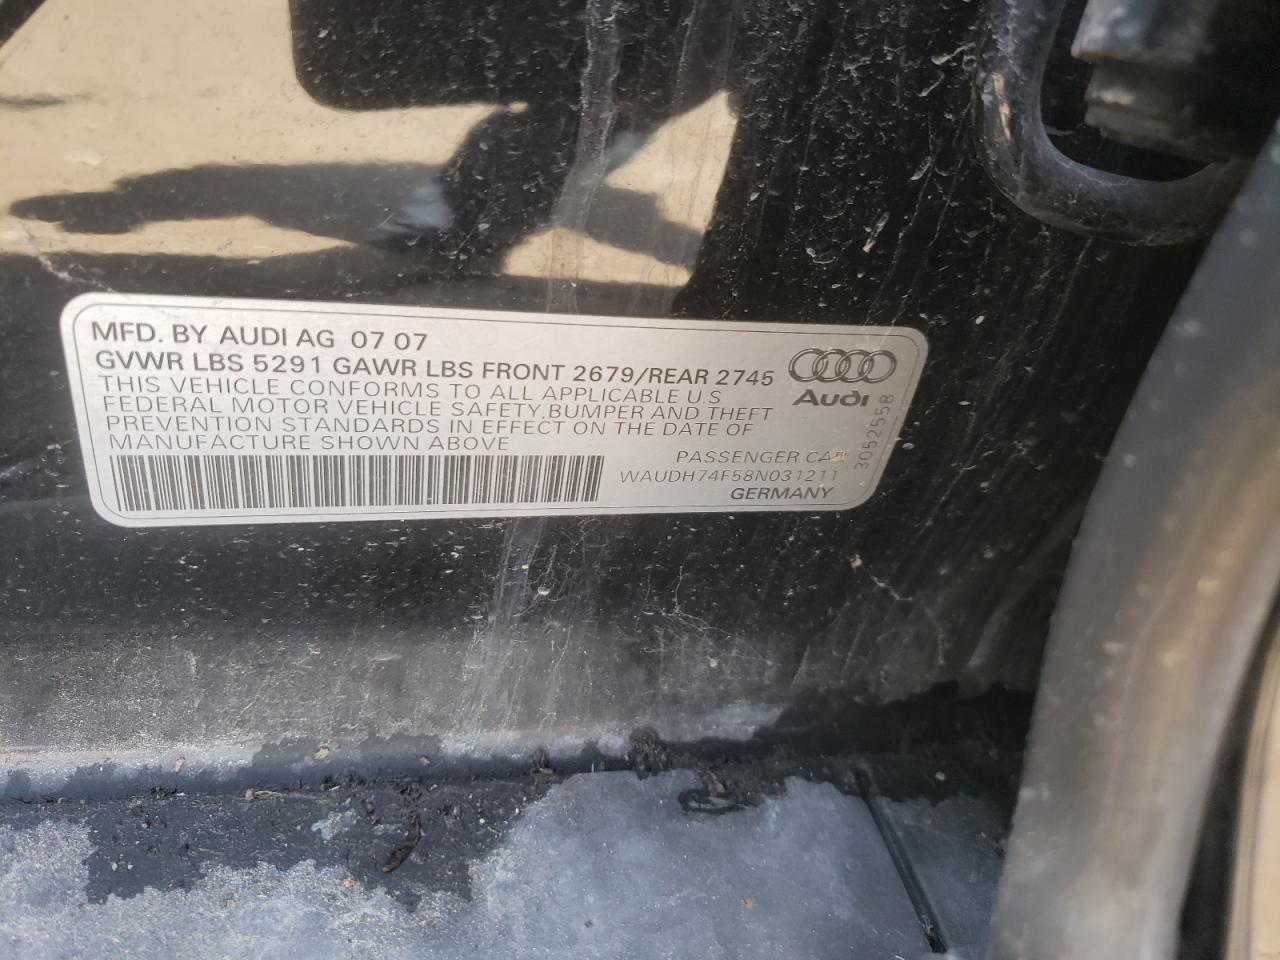 MFD. BY AUDI AG 07 07
GVWR LBS 5291 GAWR LBS FRONT 2679/REAR 2745
THIS VEHICLE CONFORMS TO ALL APPLICABLE U S
FEDERAL MOTOR VEHICLE SAFETY, BUMPER AND THEFT
PREVENTION STANDARDS IN EFFECT ON THE DATE OF
MANUFACTURE SHOWN ABOVE
PASSENGER CAR
WAUDH74F58N031211
GERMANY
Audi
3052558